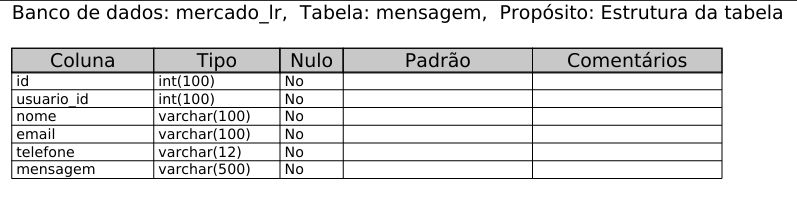 Banco de dados: mercado_lr, Tabela: mensagem, Propósito: Estrutura da tabela
Coluna Tipo Nulo Padrão Comentários
id int(100) No
usuario_id int(100) No
nome varchar(100) No
email varchar(100) No
telefone varchar(12) No
mensagem varchar(500) No